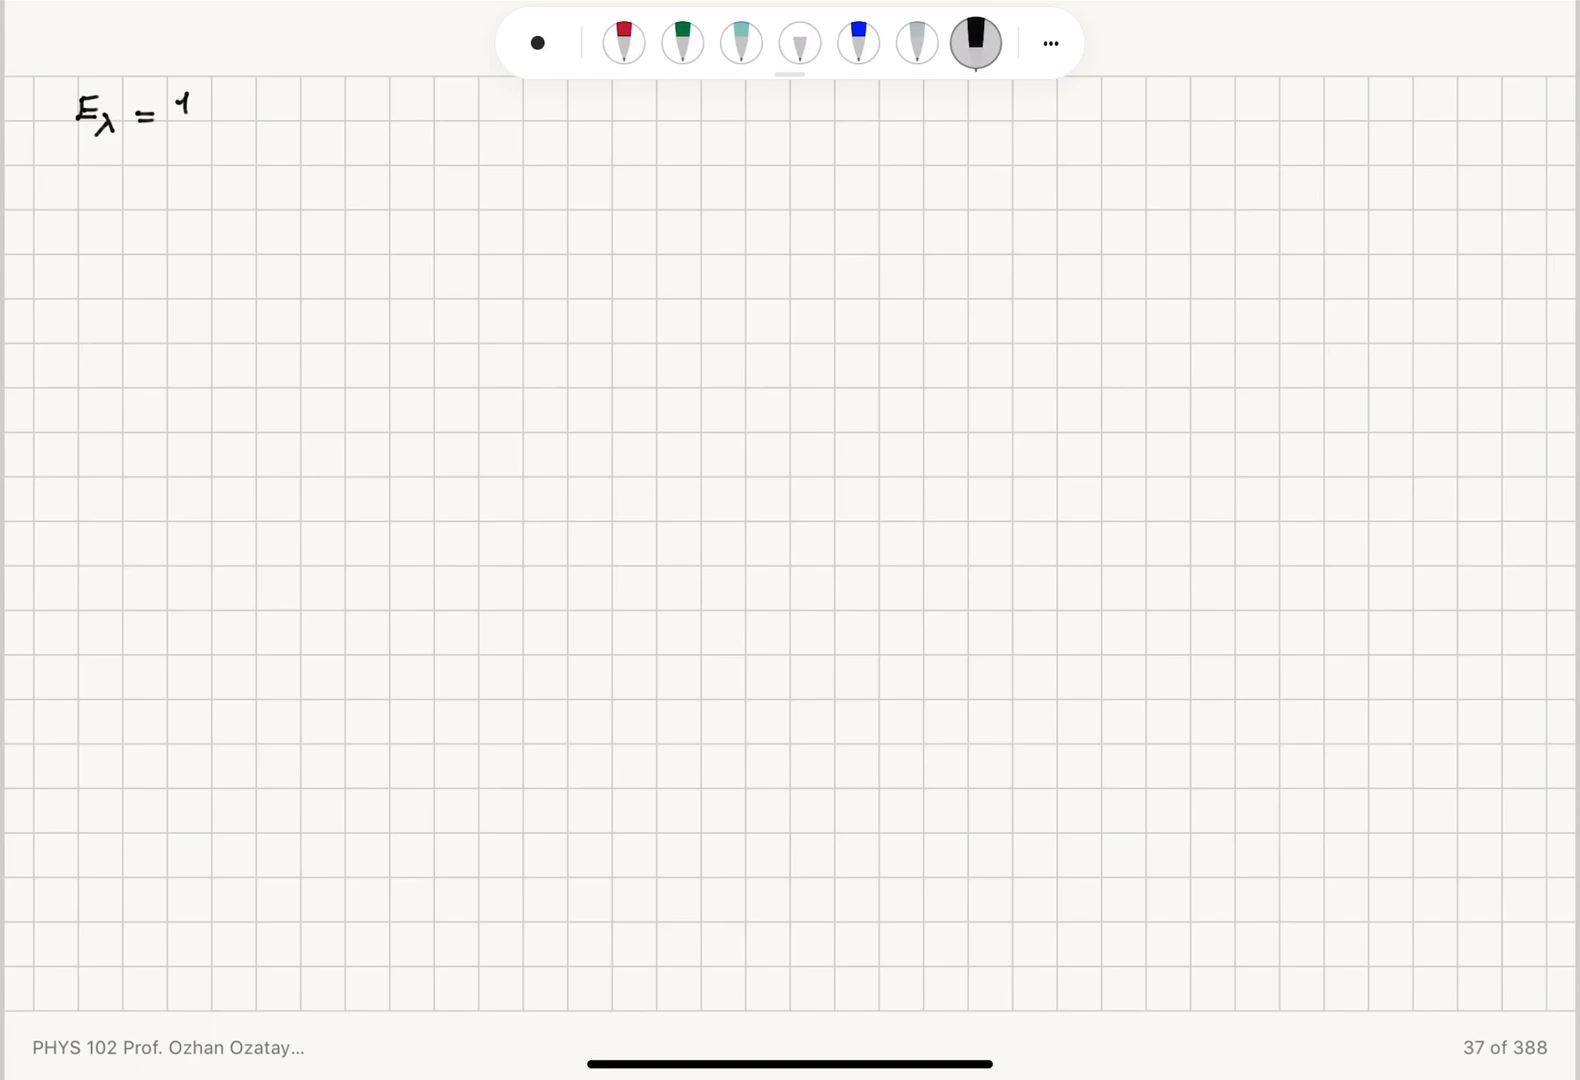 E_λ = 1
PHYS 102 Prof. Ozhan Ozatay...
37 of 388